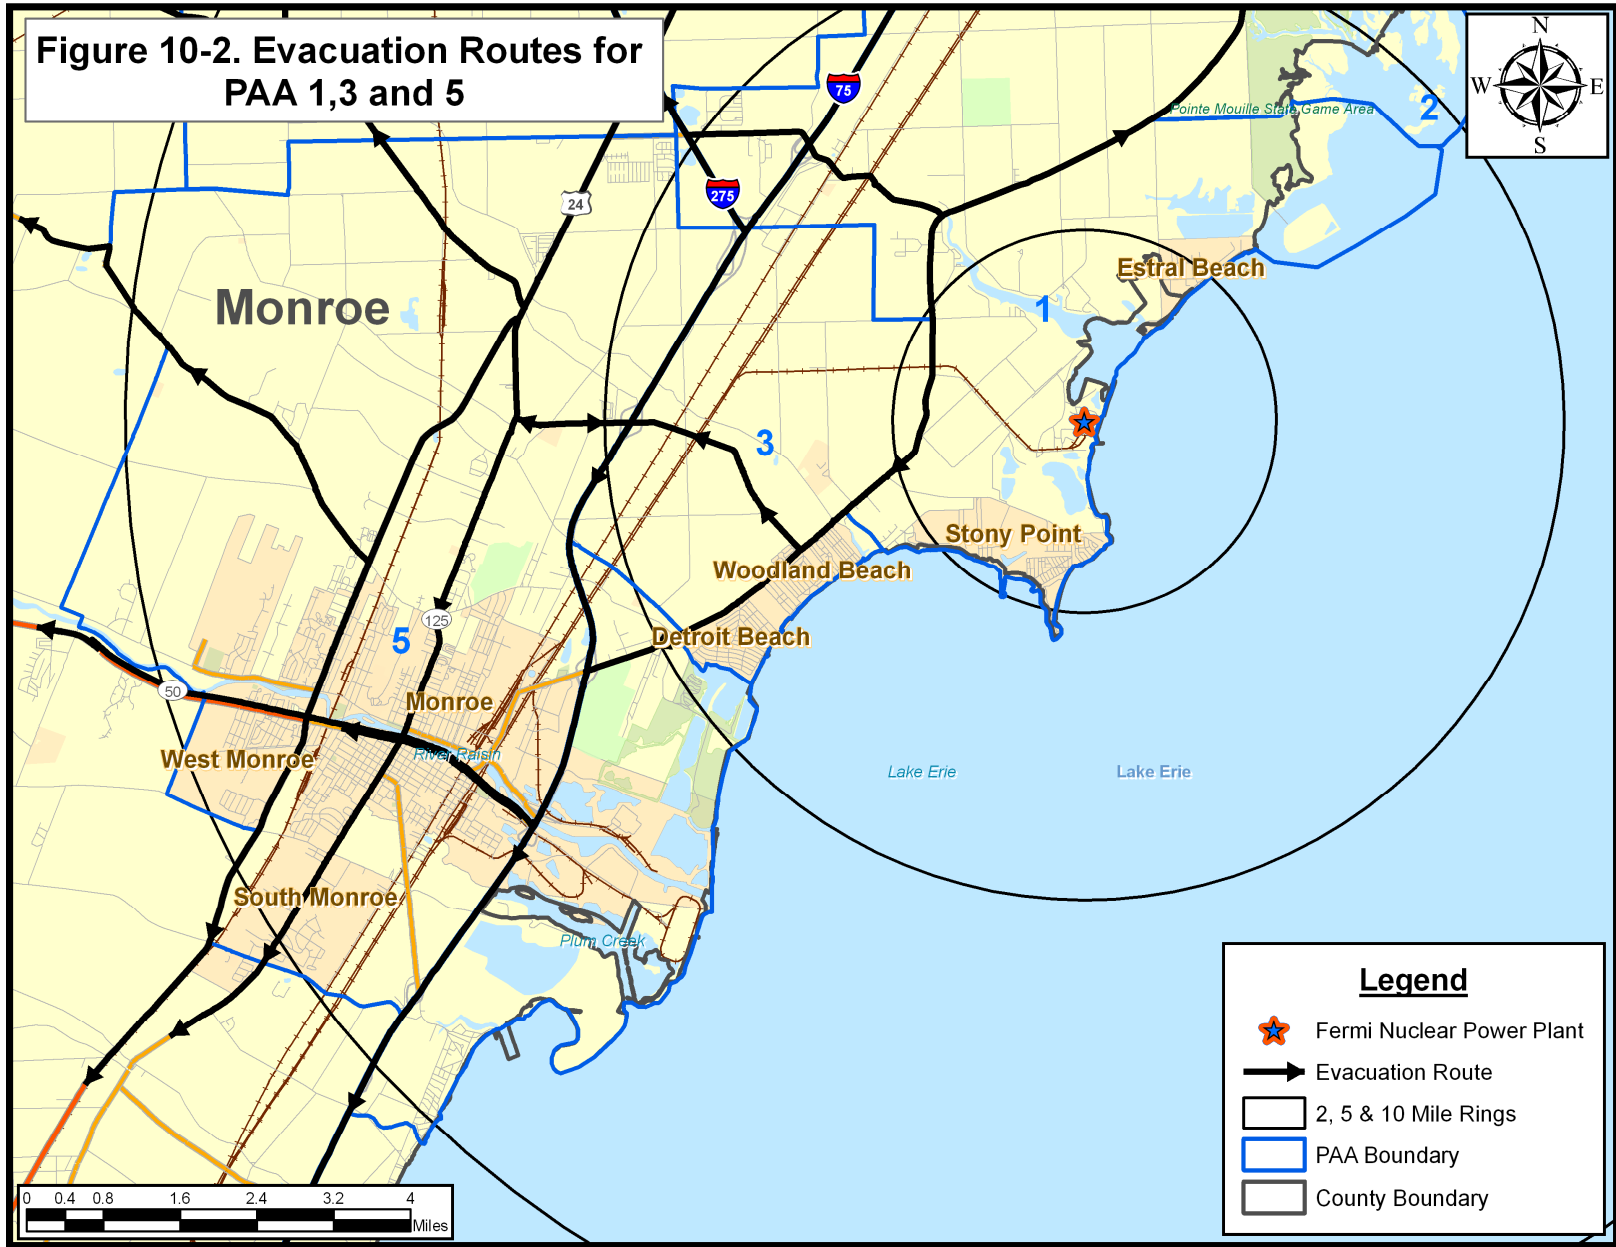 Figure 10-2. Evacuation Routes for
PAA 1,3 and 5
N
W
E
S
75
Pointe Mouille State Game Area
2
275
24
Estral Beach
Monroe
1
3
Stony Point
Woodland Beach
125
5
Detroit Beach
50
Monroe
River Raisin
West Monroe
Lake Erie
Lake Erie
South Monroe
Plum Creek
Legend
Fermi Nuclear Power Plant
Evacuation Route
2, 5 & 10 Mile Rings
PAA Boundary
County Boundary
0 0.4 0.8 1.6 2.4 3.2 4
Miles